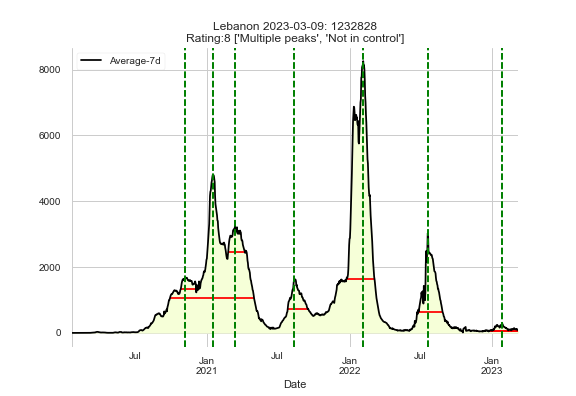 Lebanon 2023-03-09: 1232828
Rating:8 ['Multiple peaks', 'Not in control']
Average-7d
8000
6000
4000
2000
0
Jul
Jan
2021
Jul
Jan
2022
Jul
Jan
2023
Date